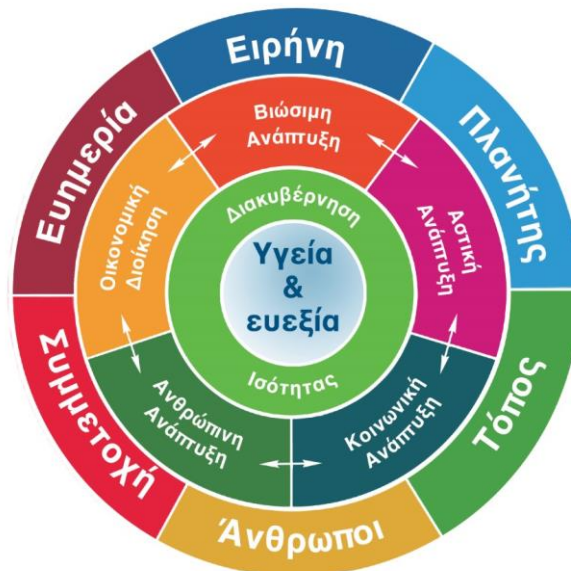 Ειρήνη
Πλανήτης
Τόπος
Άνθρωποι
Συμμετοχή
Ευημερία
Βιώσιμη
Ανάπτυξη
Αστική
Ανάπτυξη
Κοινωνική
Ανάπτυξη
Ανθρώπινη
Ανάπτυξη
Οικονομική
Διοίκηση
Διακυβέρνηση
Ισότητας
Υγεία
&
ευεξία